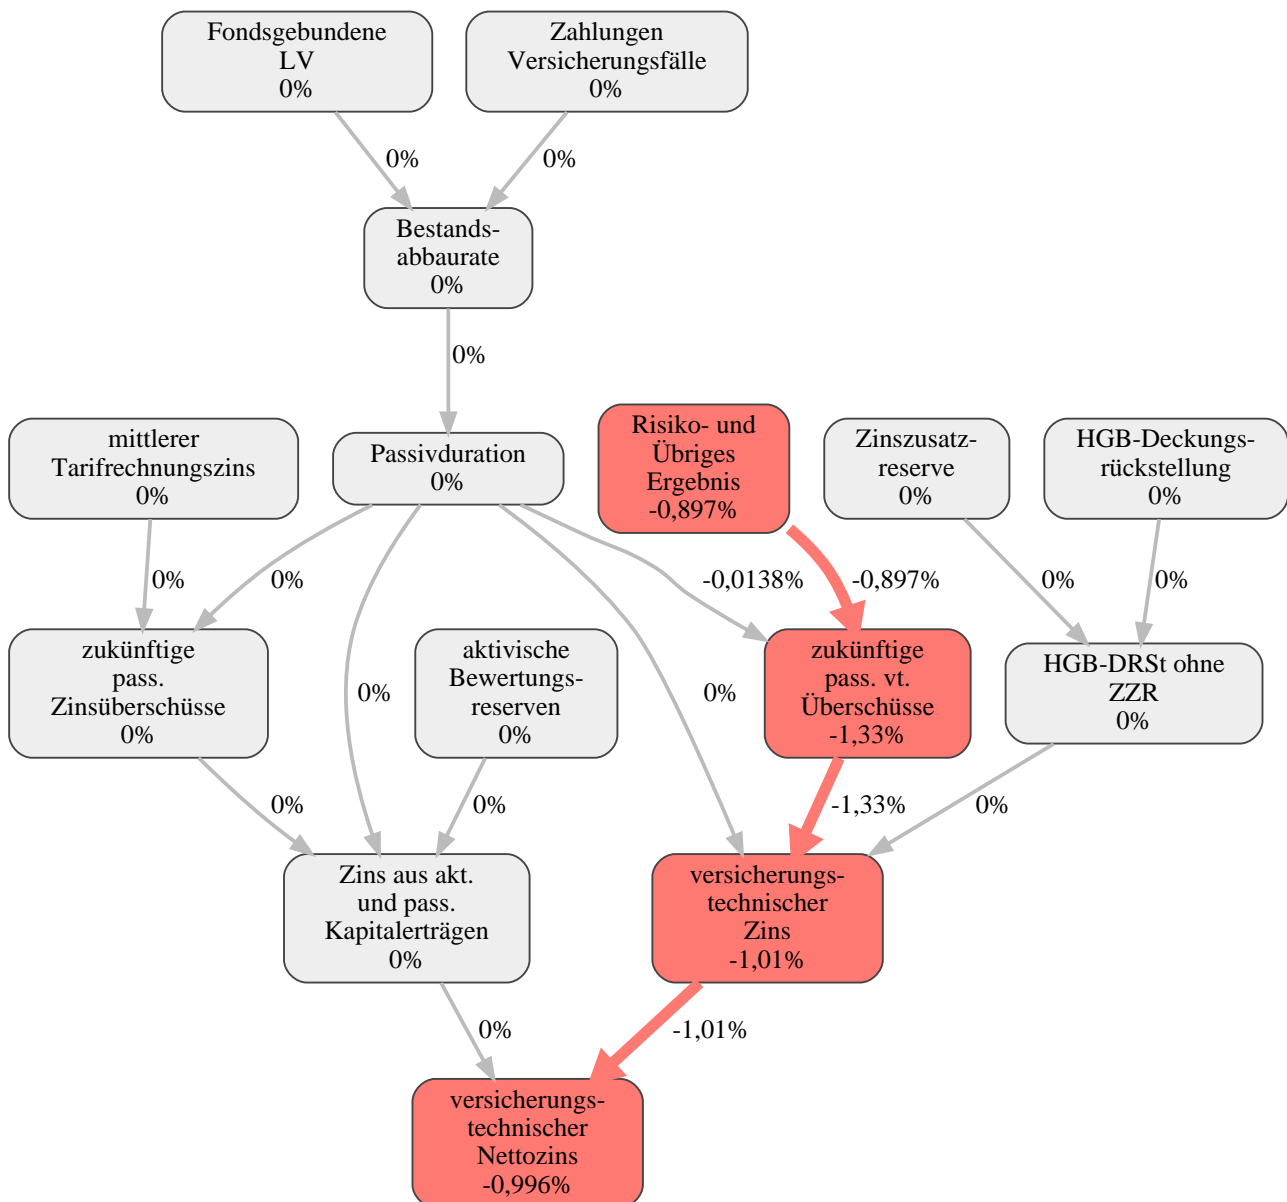 Fondsgebundene
LV
0%
Zahlungen
Versicherungsfälle
0%
0%
0%
Bestands-
abbaurate
0%
0%
mittlerer
Tarifrechnungszins
0%
Passivduration
0%
Risiko- und
Übriges
Ergebnis
-0,897%
Zinszusatz-
reserve
0%
HGB-Deckungs-
rückstellung
0%
0%
0%
-0,0138%
-0,897%
0%
0%
zukünftige
pass.
Zinsüberschüsse
0%
0%
aktivische
Bewertungs-
reserven
0%
0%
zukünftige
pass. vt.
Überschüsse
-1,33%
HGB-DRSt ohne
ZZR
0%
0%
0%
-1,33%
0%
Zins aus akt.
und pass.
Kapitalerträgen
0%
versicherungs-
technischer
Zins
-1,01%
0%
-1,01%
versicherungs-
technischer
Nettozins
-0,996%